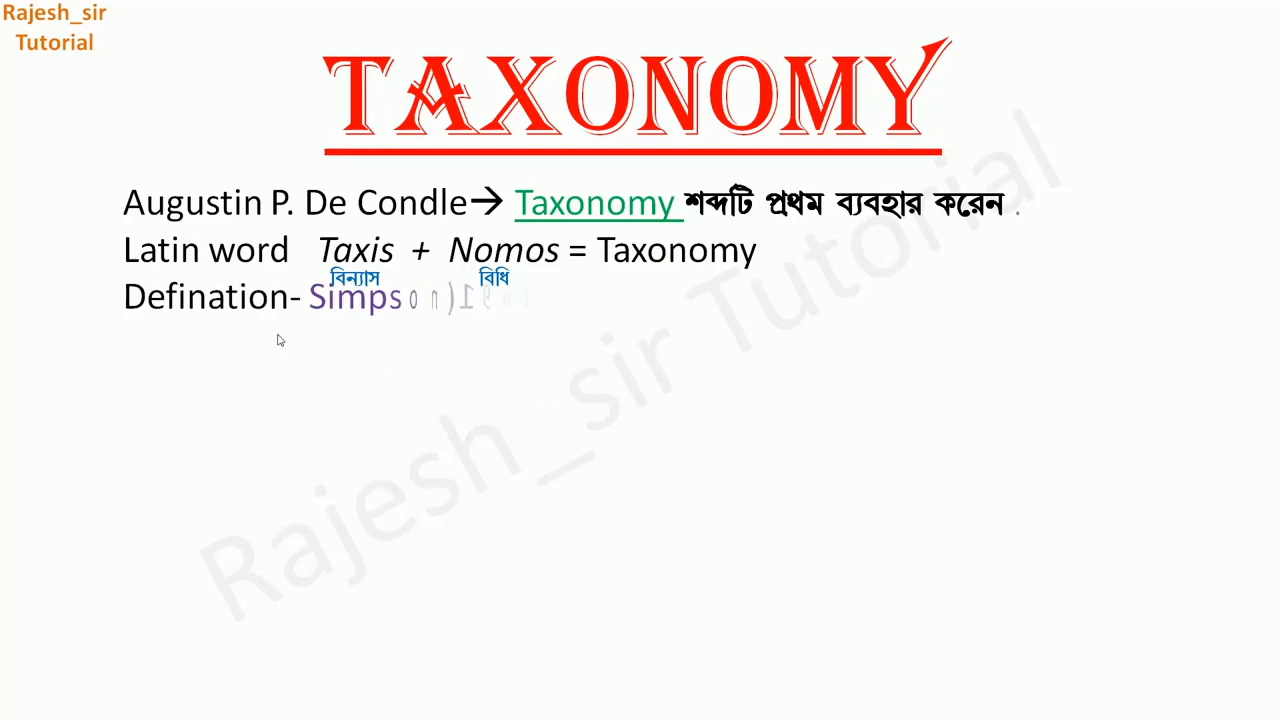 Rajesh_sir
Tutorial
TAXONOMY
Augustin P. De Condle→ Taxonomy শব্দটি প্রথম ব্যবহার করেন .
Latin word Taxis + Nomos = Taxonomy
বিন্যাস বিধি
Defination- Simpson
Rajesh_sir Tutorial